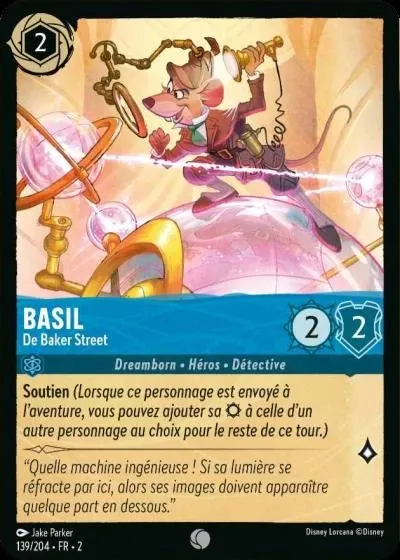 2
BASIL
De Baker Street
2
2
Dreamborn • Héros • Détective
Soutien (Lorsque ce personnage est envoyé à
l'aventure, vous pouvez ajouter sa à celle d'un
autre personnage au choix pour le reste de ce tour.)
"Quelle machine ingénieuse ! Si sa lumière se
réfracte par ici, alors ses images doivent apparaître
quelque part en dessous."
Jake Parker
139/204 • FR • 2
Disney Lorcana ©Disney